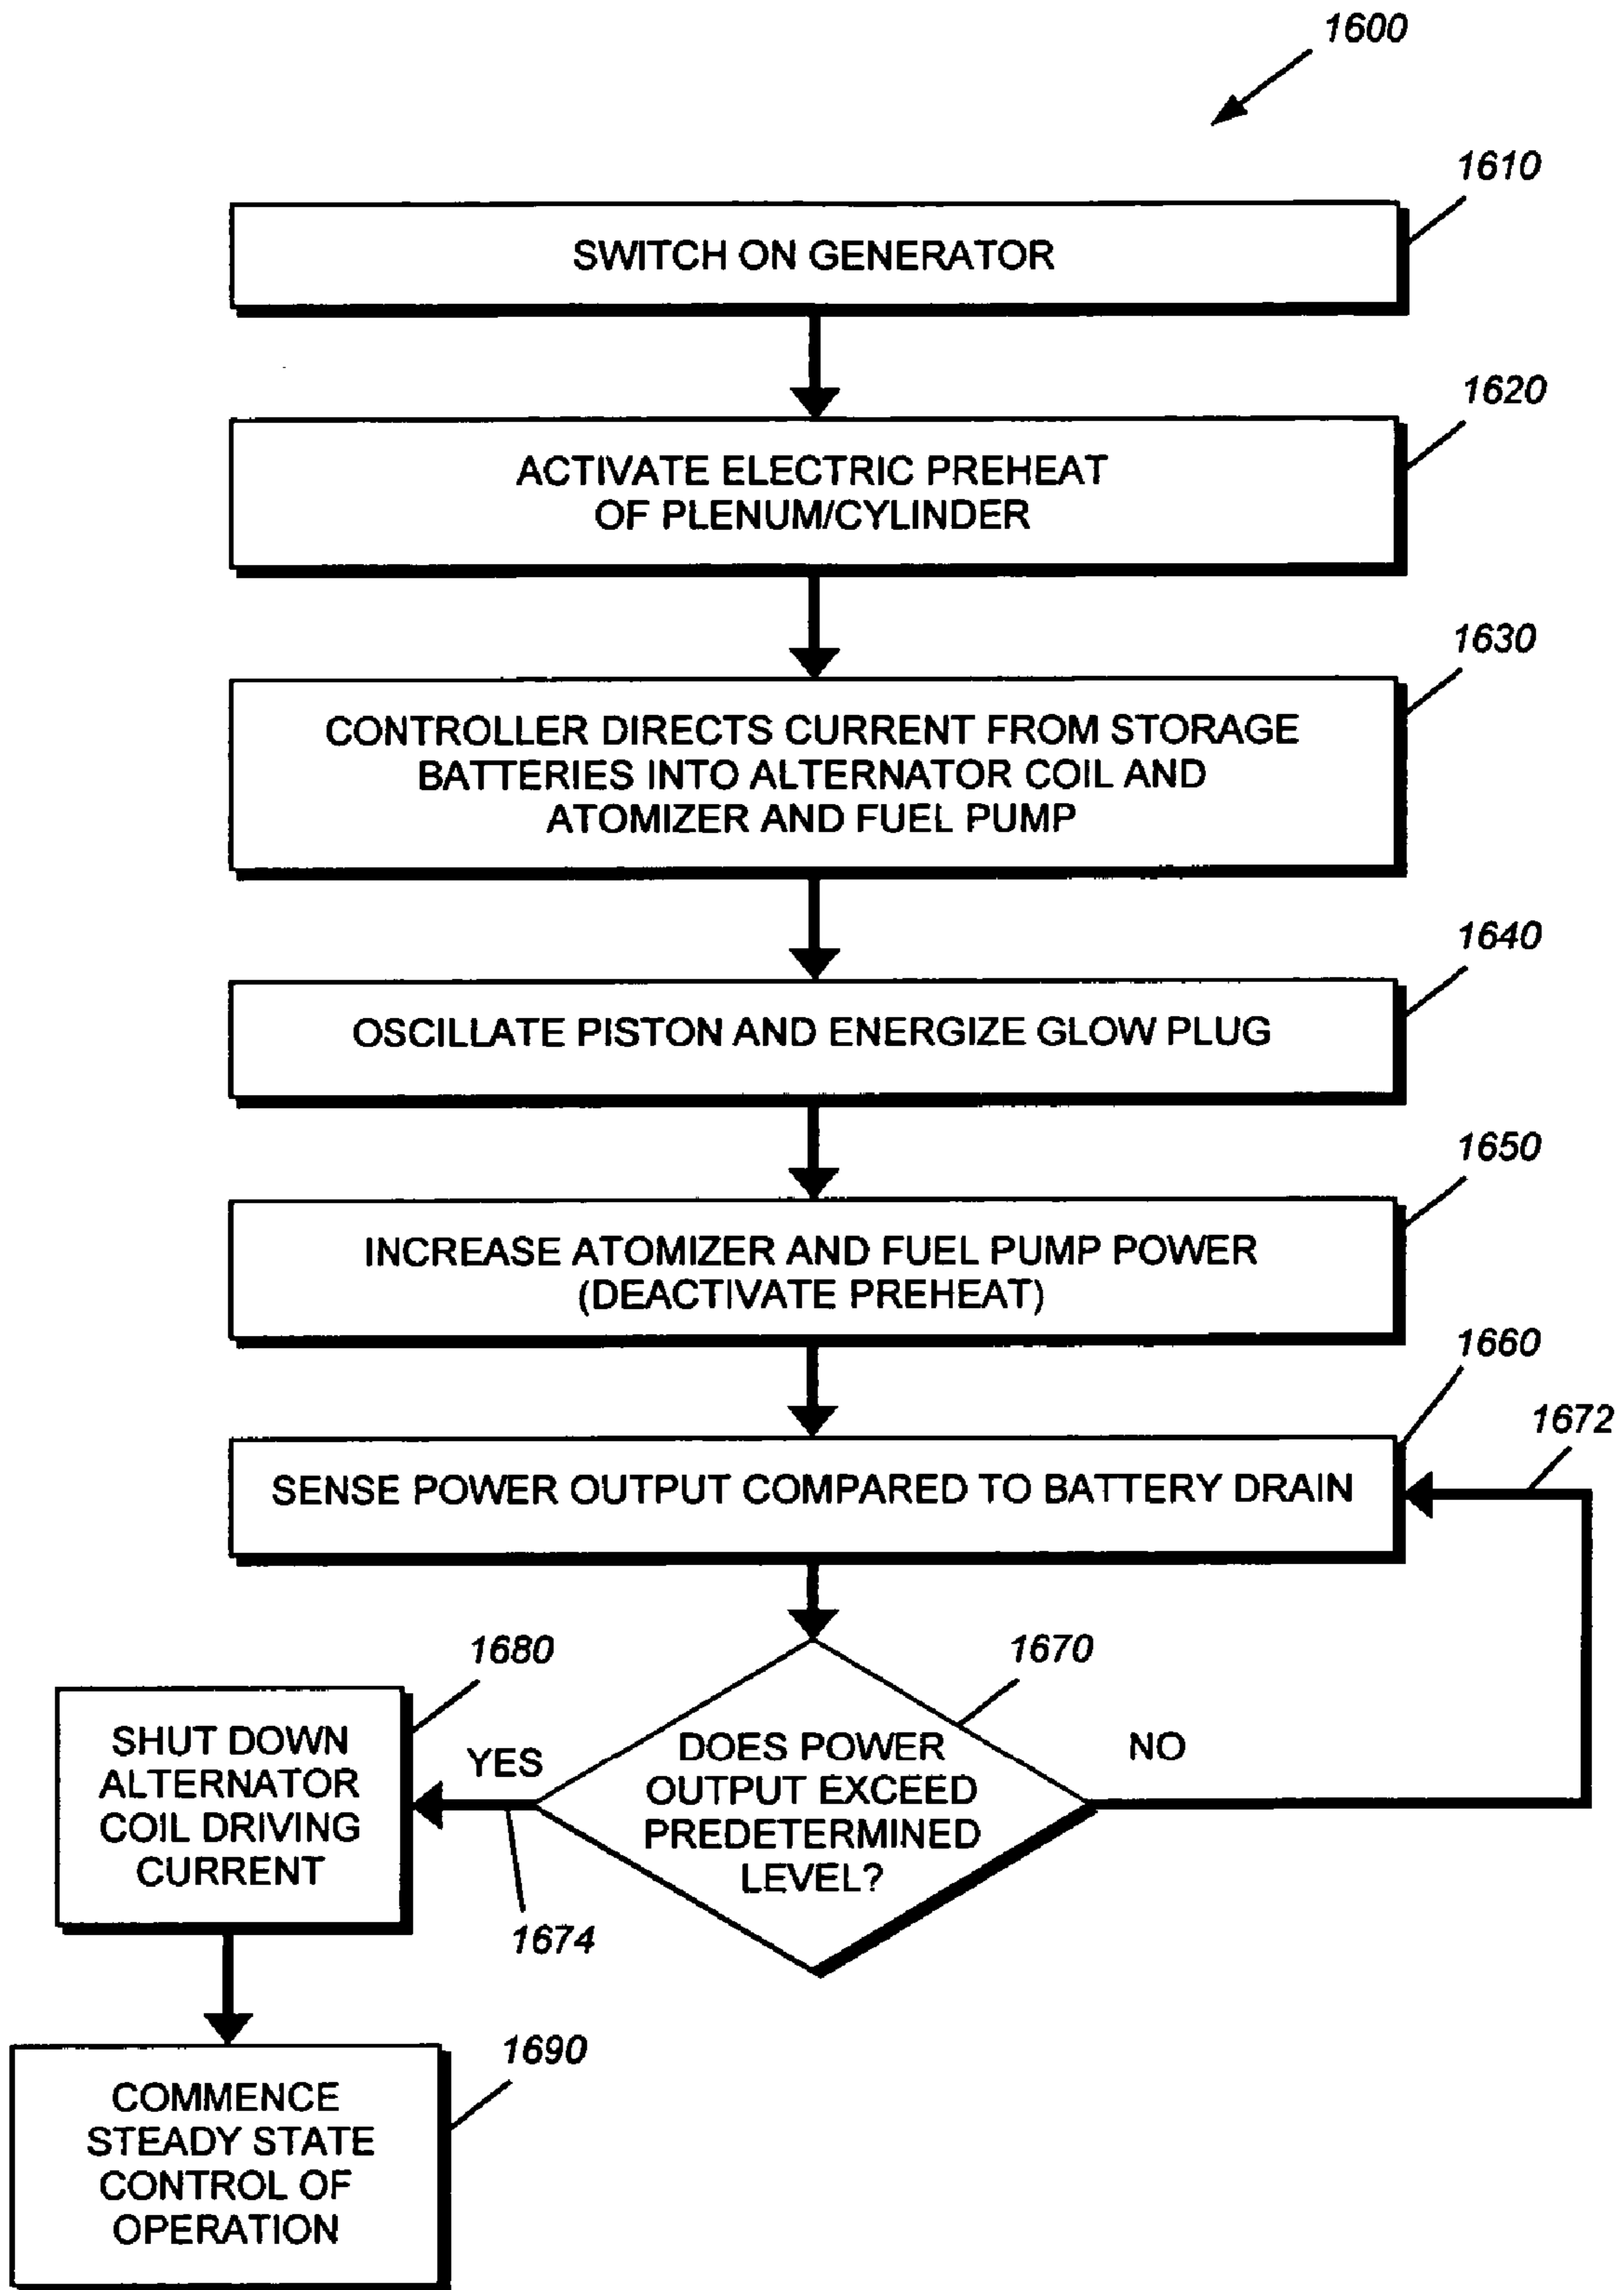 1600
1610
SWITCH ON GENERATOR
1620
ACTIVATE ELECTRIC PREHEAT
OF PLENUM/CYLINDER
1630
CONTROLLER DIRECTS CURRENT FROM STORAGE
BATTERIES INTO ALTERNATOR COIL AND
ATOMIZER AND FUEL PUMP
1640
OSCILLATE PISTON AND ENERGIZE GLOW PLUG
1650
INCREASE ATOMIZER AND FUEL PUMP POWER
(DEACTIVATE PREHEAT)
1660
1672
SENSE POWER OUTPUT COMPARED TO BATTERY DRAIN
1670
DOES POWER
OUTPUT EXCEED
PREDETERMINED
LEVEL?
NO
YES
1674
1680
SHUT DOWN
ALTERNATOR
COIL DRIVING
CURRENT
1690
COMMENCE
STEADY STATE
CONTROL OF
OPERATION